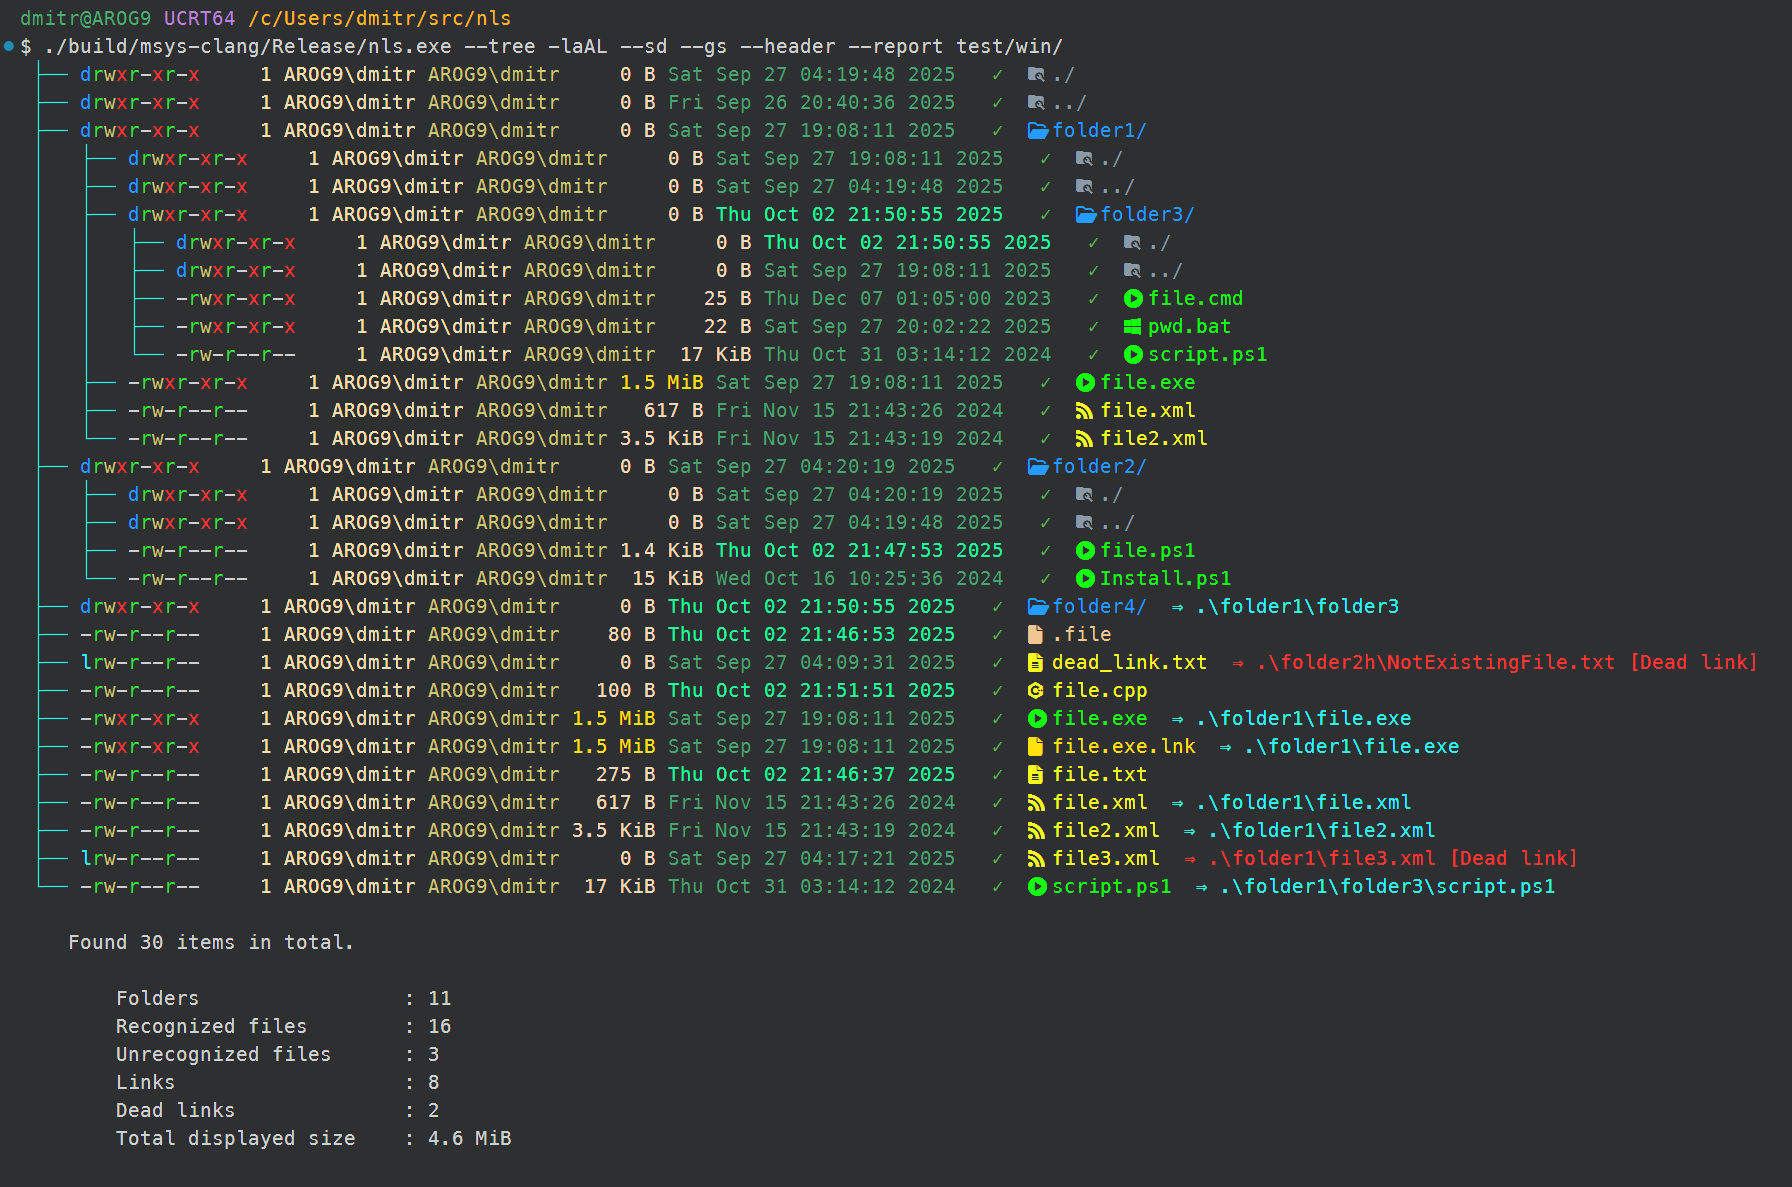 dmitr@AROG9 UCRT64 /c/Users/dmitr/src/nls
$ ./build/msys-clang/Release/nls.exe --tree -laAL --sd --gs --header --report test/win/
├── drwxr-xr-x     1 AROG9\dmitr AROG9\dmitr     0 B Sat Sep 27 04:19:48 2025   ✓  ./
├── drwxr-xr-x     1 AROG9\dmitr AROG9\dmitr     0 B Fri Sep 26 20:40:36 2025   ✓  ../
├── drwxr-xr-x     1 AROG9\dmitr AROG9\dmitr     0 B Sat Sep 27 19:08:11 2025   ✓  folder1/
│   ├── drwxr-xr-x     1 AROG9\dmitr AROG9\dmitr     0 B Sat Sep 27 19:08:11 2025   ✓  ./
│   ├── drwxr-xr-x     1 AROG9\dmitr AROG9\dmitr     0 B Sat Sep 27 04:19:48 2025   ✓  ../
│   ├── drwxr-xr-x     1 AROG9\dmitr AROG9\dmitr     0 B Thu Oct 02 21:50:55 2025   ✓  folder3/
│   │   ├── drwxr-xr-x     1 AROG9\dmitr AROG9\dmitr     0 B Thu Oct 02 21:50:55 2025   ✓  ./
│   │   ├── drwxr-xr-x     1 AROG9\dmitr AROG9\dmitr     0 B Sat Sep 27 19:08:11 2025   ✓  ../
│   │   ├── -rwxr-xr-x     1 AROG9\dmitr AROG9\dmitr    25 B Thu Dec 07 01:05:00 2023   ✓  file.cmd
│   │   ├── -rwxr-xr-x     1 AROG9\dmitr AROG9\dmitr    22 B Sat Sep 27 20:02:22 2025   ✓  pwd.bat
│   │   └── -rw-r--r--     1 AROG9\dmitr AROG9\dmitr  17 KiB Thu Oct 31 03:14:12 2024   ✓  script.ps1
│   ├── -rwxr-xr-x     1 AROG9\dmitr AROG9\dmitr 1.5 MiB Sat Sep 27 19:08:11 2025   ✓  file.exe
│   ├── -rw-r--r--     1 AROG9\dmitr AROG9\dmitr   617 B Fri Nov 15 21:43:26 2024   ✓  file.xml
│   └── -rw-r--r--     1 AROG9\dmitr AROG9\dmitr 3.5 KiB Fri Nov 15 21:43:19 2024   ✓  file2.xml
├── drwxr-xr-x     1 AROG9\dmitr AROG9\dmitr     0 B Sat Sep 27 04:20:19 2025   ✓  folder2/
│   ├── drwxr-xr-x     1 AROG9\dmitr AROG9\dmitr     0 B Sat Sep 27 04:20:19 2025   ✓  ./
│   ├── drwxr-xr-x     1 AROG9\dmitr AROG9\dmitr     0 B Sat Sep 27 04:19:48 2025   ✓  ../
│   ├── -rw-r--r--     1 AROG9\dmitr AROG9\dmitr 1.4 KiB Thu Oct 02 21:47:53 2025   ✓  file.ps1
│   └── -rw-r--r--     1 AROG9\dmitr AROG9\dmitr  15 KiB Wed Oct 16 10:25:36 2024   ✓  Install.ps1
├── drwxr-xr-x     1 AROG9\dmitr AROG9\dmitr     0 B Thu Oct 02 21:50:55 2025   ✓  folder4/  ⇒ .\folder1\folder3
├── -rw-r--r--     1 AROG9\dmitr AROG9\dmitr    80 B Thu Oct 02 21:46:53 2025   ✓  .file
├── lrw-r--r--     1 AROG9\dmitr AROG9\dmitr     0 B Sat Sep 27 04:09:31 2025   ✓  dead_link.txt  ⇒ .\folder2h\NotExistingFile.txt [Dead link]
├── -rw-r--r--     1 AROG9\dmitr AROG9\dmitr   100 B Thu Oct 02 21:51:51 2025   ✓  file.cpp
├── -rwxr-xr-x     1 AROG9\dmitr AROG9\dmitr 1.5 MiB Sat Sep 27 19:08:11 2025   ✓  file.exe  ⇒ .\folder1\file.exe
├── -rwxr-xr-x     1 AROG9\dmitr AROG9\dmitr 1.5 MiB Sat Sep 27 19:08:11 2025   ✓  file.exe.lnk  ⇒ .\folder1\file.exe
├── -rw-r--r--     1 AROG9\dmitr AROG9\dmitr   275 B Thu Oct 02 21:46:37 2025   ✓  file.txt
├── -rw-r--r--     1 AROG9\dmitr AROG9\dmitr   617 B Fri Nov 15 21:43:26 2024   ✓  file.xml  ⇒ .\folder1\file.xml
├── -rw-r--r--     1 AROG9\dmitr AROG9\dmitr 3.5 KiB Fri Nov 15 21:43:19 2024   ✓  file2.xml  ⇒ .\folder1\file2.xml
├── lrw-r--r--     1 AROG9\dmitr AROG9\dmitr     0 B Sat Sep 27 04:17:21 2025   ✓  file3.xml  ⇒ .\folder1\file3.xml [Dead link]
└── -rw-r--r--     1 AROG9\dmitr AROG9\dmitr  17 KiB Thu Oct 31 03:14:12 2024   ✓  script.ps1  ⇒ .\folder1\folder3\script.ps1
Found 30 items in total.
Folders                 : 11
Recognized files        : 16
Unrecognized files      : 3
Links                   : 8
Dead links              : 2
Total displayed size    : 4.6 MiB